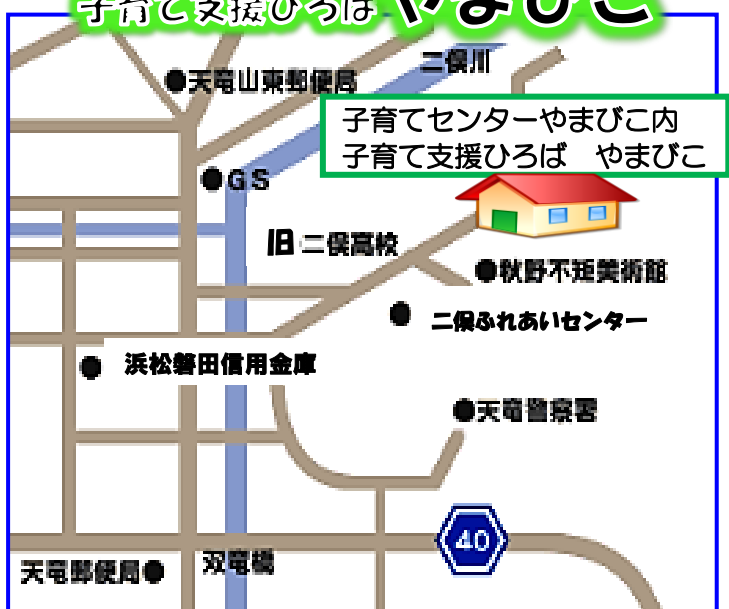 子育て支援ひろば やまびこ
二俣川
●天竜山東郵便局
子育てセンターやまびこ内
子育て支援ひろば　やまびこ
●GS
旧 二俣高校
●秋野不矩美術館
● 二俣ふれあいセンター
● 浜松磐田信用金庫
●天竜警察署
40
双竜橋
天竜郵便局●